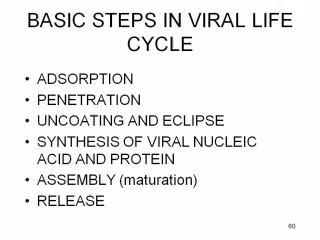 BASIC STEPS IN VIRAL LIFE
CYCLE
• ADSORPTION
• PENETRATION
• UNCOATING AND ECLIPSE
• SYNTHESIS OF VIRAL NUCLEIC
ACID AND PROTEIN
• ASSEMBLY (maturation)
• RELEASE
60